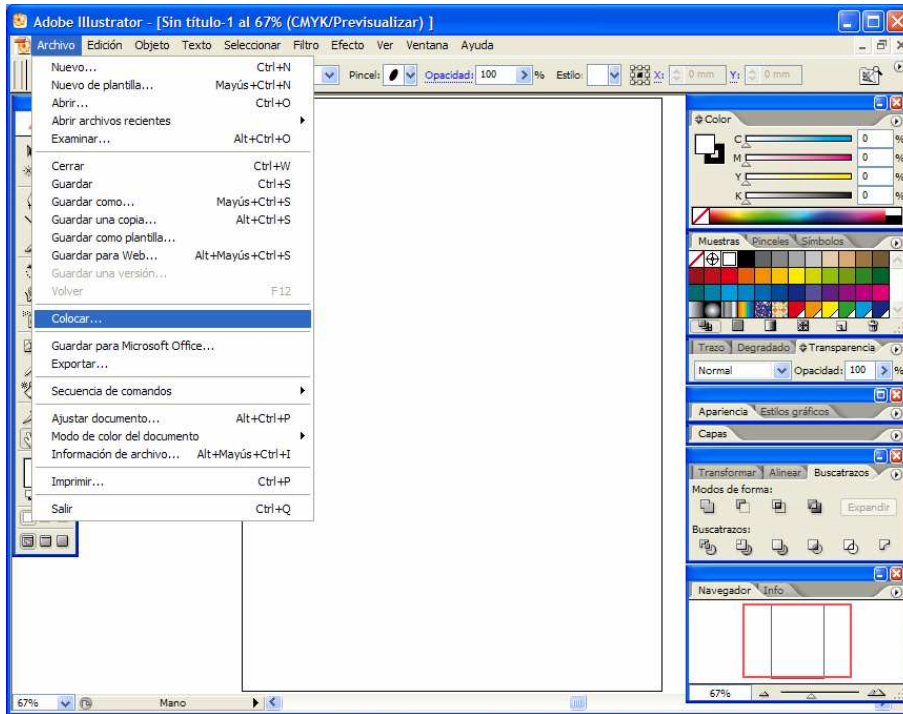 Adobe Illustrator - [Sin título-1 al 67% (CMYK/Previsualizar) ]
Archivo Edición Objeto Texto Seleccionar Filtro Efecto Ver Ventana Ayuda
Pincel: Opacidad: 100 % Estilo: X: 0 mm Y: 0 mm
Nuevo... Ctrl+N
Nuevo de plantilla... Mayús+Ctrl+N
Abrir... Ctrl+O
Abrir archivos recientes
Examinar... Alt+Ctrl+O
Cerrar Ctrl+W
Guardar Ctrl+S
Guardar como... Mayús+Ctrl+S
Guardar una copia... Alt+Ctrl+S
Guardar como plantilla...
Guardar para Web... Alt+Mayús+Ctrl+S
Guardar una versión...
Volver F12
Colocar...
Guardar para Microsoft Office...
Exportar...
Secuencia de comandos
Ajustar documento... Alt+Ctrl+P
Modo de color del documento
Información de archivo... Alt+Mayús+Ctrl+I
Imprimir... Ctrl+P
Salir Ctrl+Q
Color
C 0 %
M 0 %
Y 0 %
K 0 %
Muestras Pinceles Símbolos
Trazo Degradado Transparencia
Normal Opacidad: 100 %
Apariencia Estilos gráficos
Capas
Transformar Alinear Buscatrazos
Modos de forma:
Expandir
Buscatrazos:
Navegador Info
67%
67% Mano